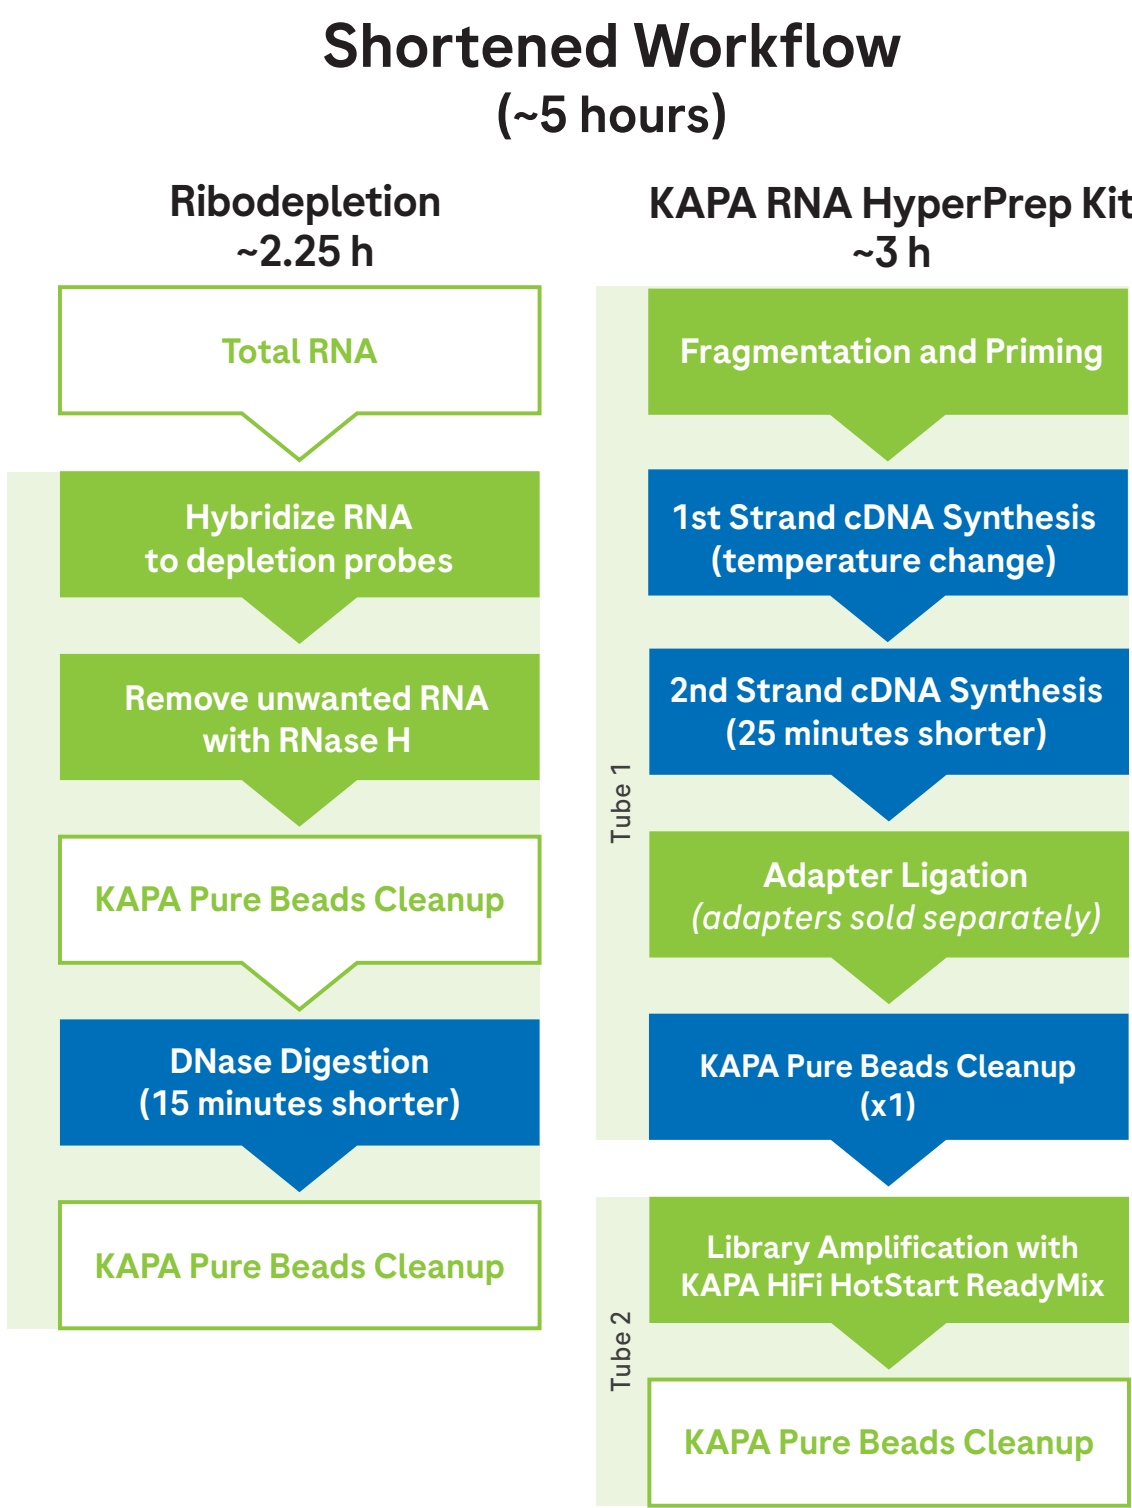 Shortened Workflow
(~5 hours)
Ribodepletion
~2.25 h
Total RNA
Hybridize RNA
to depletion probes
Remove unwanted RNA
with RNase H
KAPA Pure Beads Cleanup
DNase Digestion
(15 minutes shorter)
KAPA Pure Beads Cleanup
KAPA RNA HyperPrep Kit
~3 h
Tube 1
Fragmentation and Priming
1st Strand cDNA Synthesis
(temperature change)
2nd Strand cDNA Synthesis
(25 minutes shorter)
Adapter Ligation
(adapters sold separately)
KAPA Pure Beads Cleanup
(x1)
Tube 2
Library Amplification with
KAPA HiFi HotStart ReadyMix
KAPA Pure Beads Cleanup